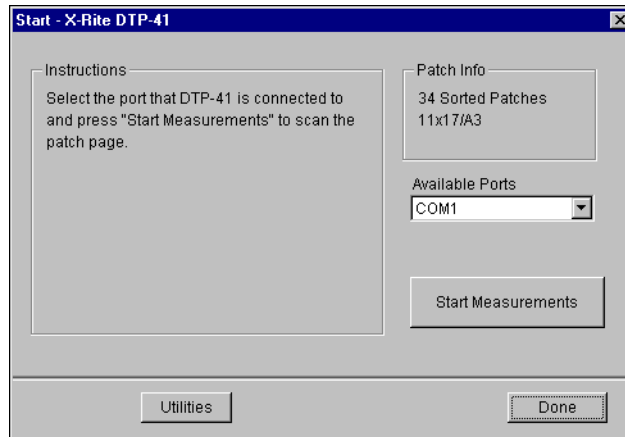 Start - X-Rite DTP-41
Instructions
Select the port that DTP-41 is connected to
and press "Start Measurements" to scan the
patch page.
Patch Info
34 Sorted Patches
11x17/A3
Available Ports
COM1
Start Measurements
Utilities
Done